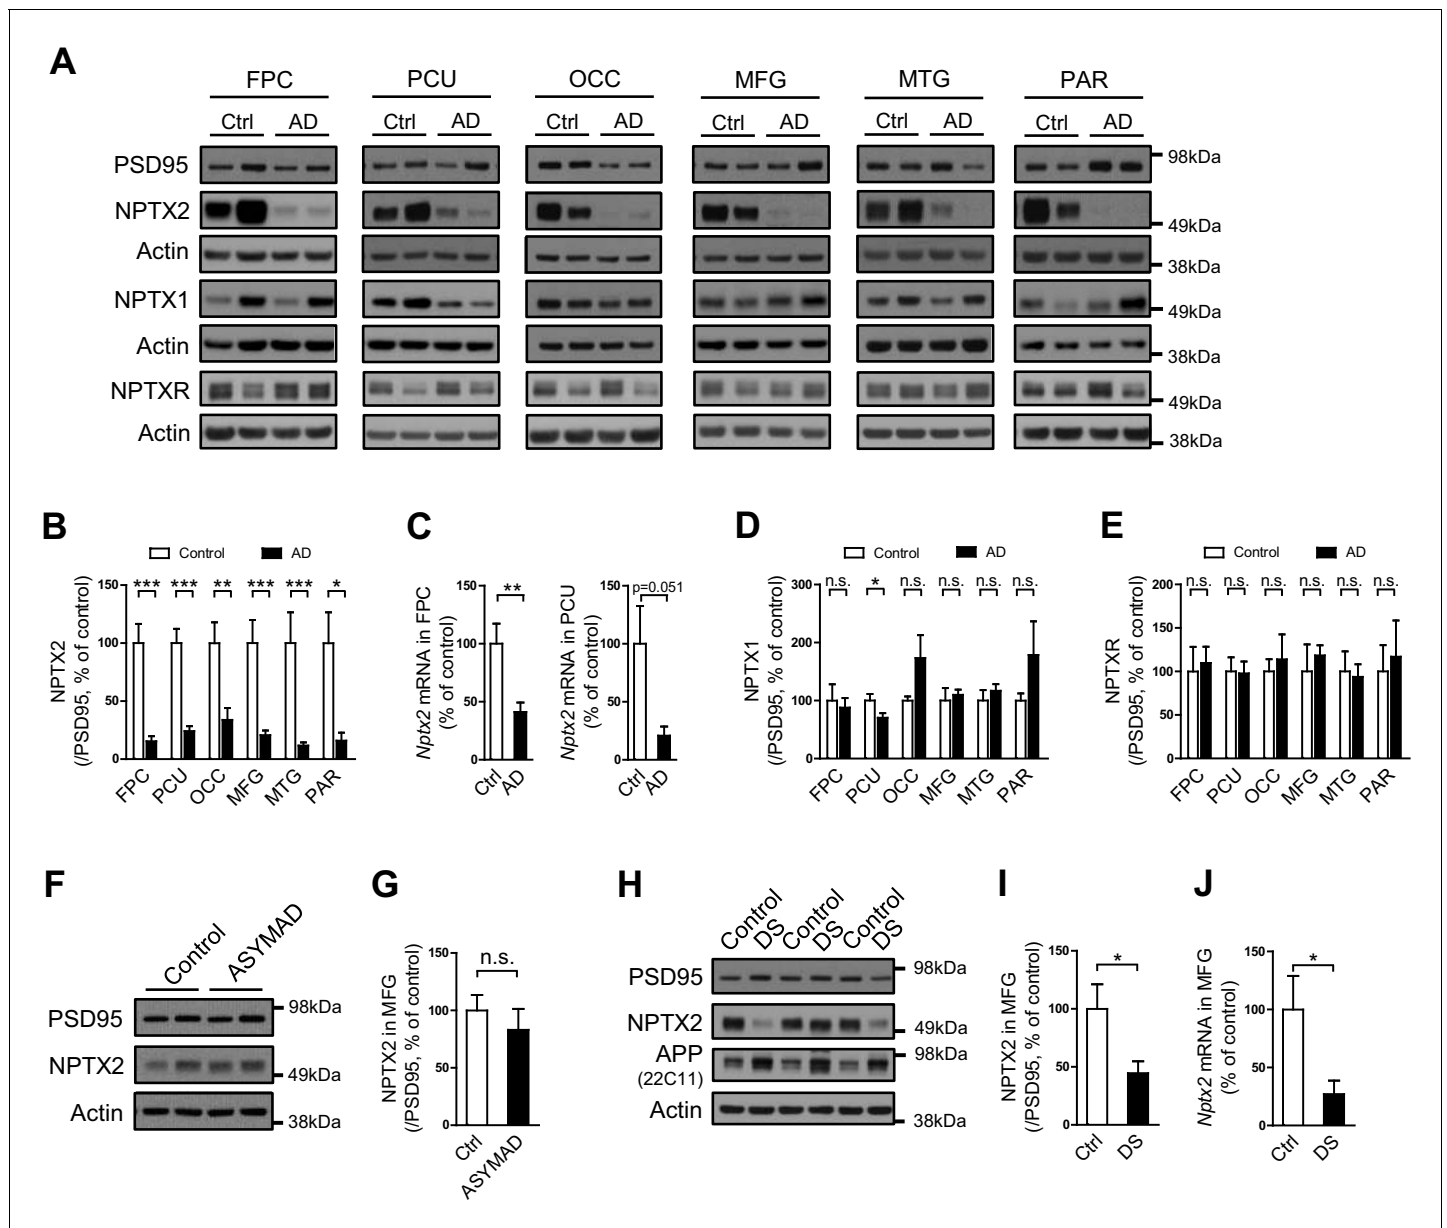 A
FPC PCU OCC MFG MTG PAR
Ctrl AD Ctrl AD Ctrl AD Ctrl AD Ctrl AD Ctrl AD
PSD95 98kDa
NPTX2 49kDa
Actin 38kDa
NPTX1 49kDa
Actin 38kDa
NPTXR 49kDa
Actin 38kDa
B
Control AD
NPTX2
(/PSD95, % of control)
150
100
50
0
*** *** ** *** *** *
FPC PCU OCC MFG MTG PAR
C
Nptx2 mRNA in FPC
(% of control)
150
100
50
0
**
Ctrl AD
Nptx2 mRNA in PCU
(% of control)
150
100
50
0
p=0.051
Ctrl AD
D
Control AD
NPTX1
(/PSD95, % of control)
300
200
100
0
n.s. * n.s. n.s. n.s. n.s.
FPC PCU OCC MFG MTG PAR
E
Control AD
NPTXR
(/PSD95, % of control)
200
150
100
50
0
n.s. n.s. n.s. n.s. n.s. n.s.
FPC PCU OCC MFG MTG PAR
F
Control ASYMAD
PSD95 98kDa
NPTX2 49kDa
Actin 38kDa
G
NPTX2 in MFG
(/PSD95, % of control)
150
100
50
0
n.s.
Ctrl ASYMAD
H
Control DS Control DS Control DS
PSD95 98kDa
NPTX2 49kDa
APP 98kDa
(22C11)
Actin 38kDa
I
NPTX2 in MFG
(/PSD95, % of control)
150
100
50
0
*
Ctrl DS
J
Nptx2 mRNA in MFG
(% of control)
150
100
50
0
*
Ctrl DS